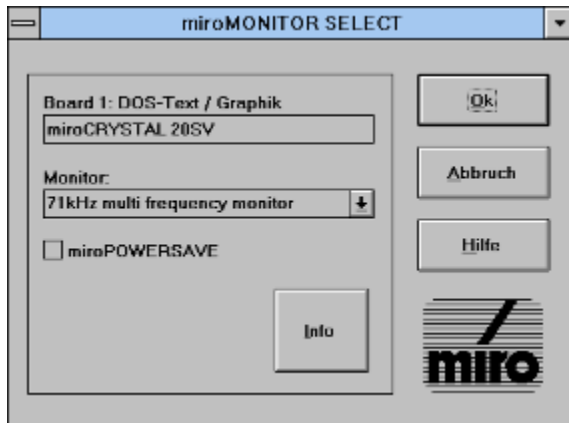 miroMONITOR SELECT
Board 1: DOS-Text / Graphik
miroCRYSTAL 20SV
Monitor:
71kHz multi frequency monitor
miroPOWERSAVE
Info
Ok
Abbruch
Hilfe
miro